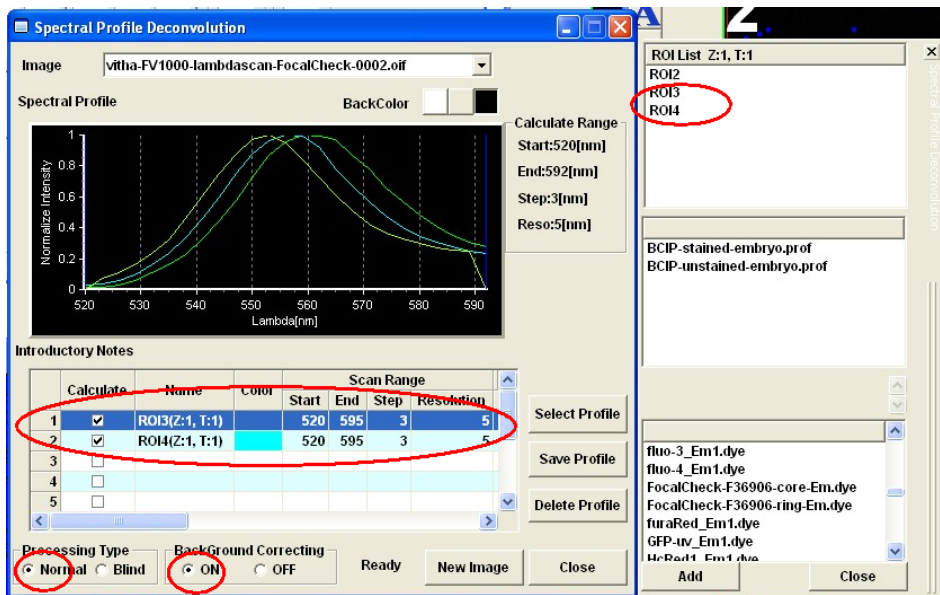 Spectral Profile Deconvolution
Image vitha-FV1000-lambdascan-FocalCheck-0002.oif
Spectral Profile BackColor
Calculate Range
Start:520[nm]
End:592[nm]
Step:3[nm]
Reso:5[nm]
Normalize Intensity
1
0.8
0.6
0.4
0.2
0
520 530 540 550 560 570 580 590
Lambda[nm]
Introductory Notes
Calculate Name Color Scan Range
Start End Step Resolution
1 ROI3(Z:1, T:1) 520 595 3 5
2 ROI4(Z:1, T:1) 520 595 3 5
3
4
5
Select Profile
Save Profile
Delete Profile
Processing Type
Normal Blind
BackGround Correcting
ON OFF
Ready
New Image
Close
A
2
ROI List Z:1, T:1
ROI2
ROI3
ROI4
BCIP-stained-embryo.prof
BCIP-unstained-embryo.prof
fluo-3_Em1.dye
fluo-4_Em1.dye
FocalCheck-F36906-core-Em.dye
FocalCheck-F36906-ring-Em.dye
furaRed_Em1.dye
GFP-uv_Em1.dye
HcRed1_Em1.dye
Add
Close
Spectral Profile Deconvolution